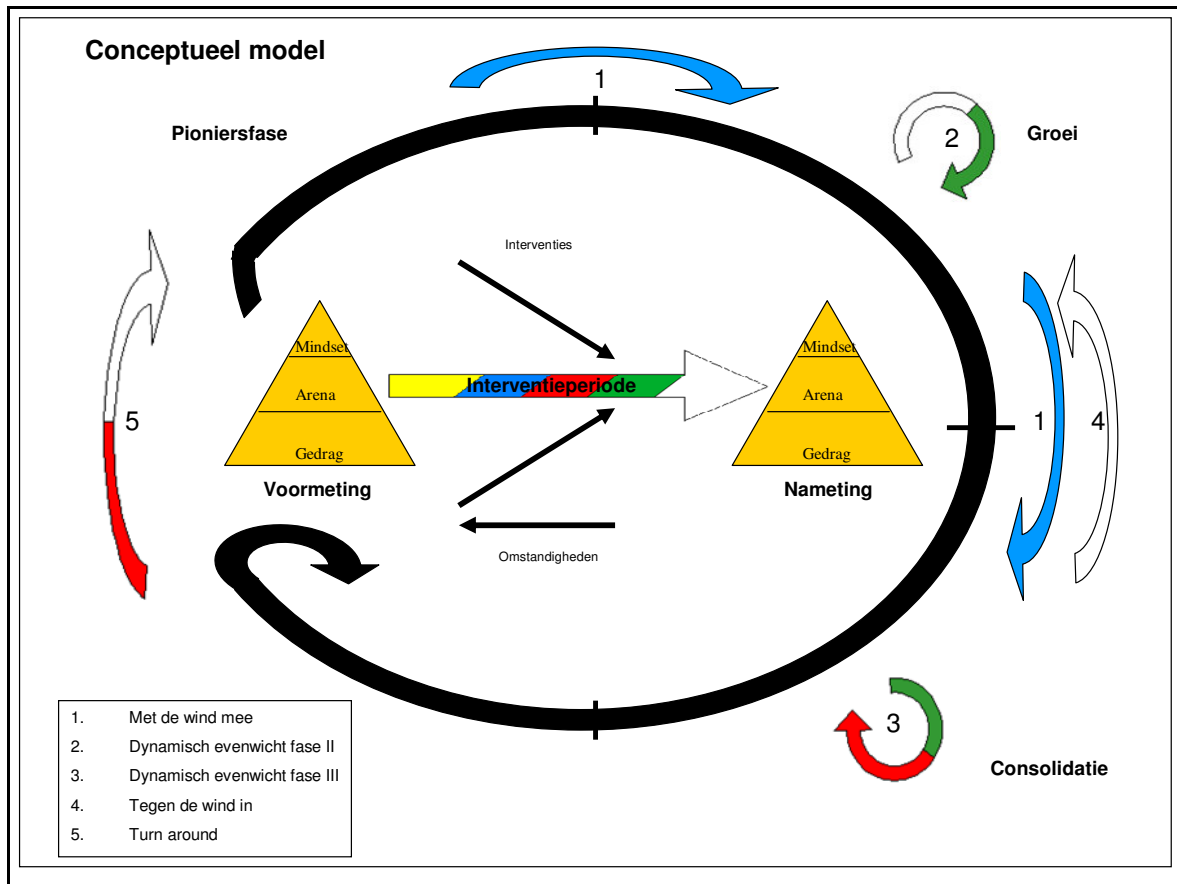 Conceptueel model
1
Pioniersfase
2
Groei
Interventies
Mindset
Arena
Gedrag
Voormeting
Interventieperiode
Mindset
Arena
Gedrag
Nameting
5
1
4
Omstandigheden
3
Consolidatie
1. Met de wind mee
2. Dynamisch evenwicht fase II
3. Dynamisch evenwicht fase III
4. Tegen de wind in
5. Turn around